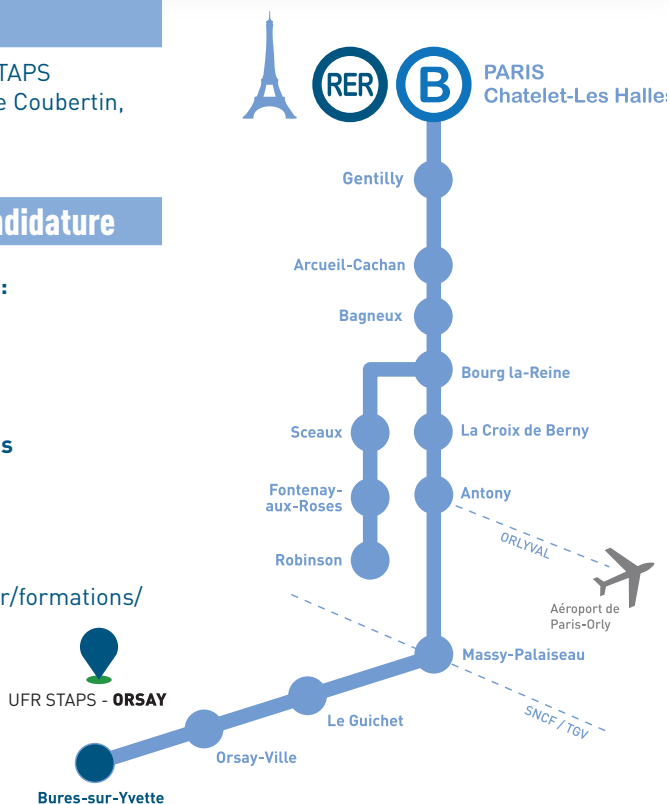 TAPS
e Coubertin,
ndidature
:
s
r/formations/
UFR STAPS - ORSAY
RER
B
PARIS
Chatelet-Les Halles
Gentilly
Arcueil-Cachan
Bagneux
Bourg la-Reine
Sceaux
La Croix de Berny
Fontenay-
aux-Roses
Antony
ORLYVAL
Robinson
Aéroport de
Paris-Orly
Massy-Palaiseau
SNCF / TGV
Le Guichet
Orsay-Ville
Bures-sur-Yvette